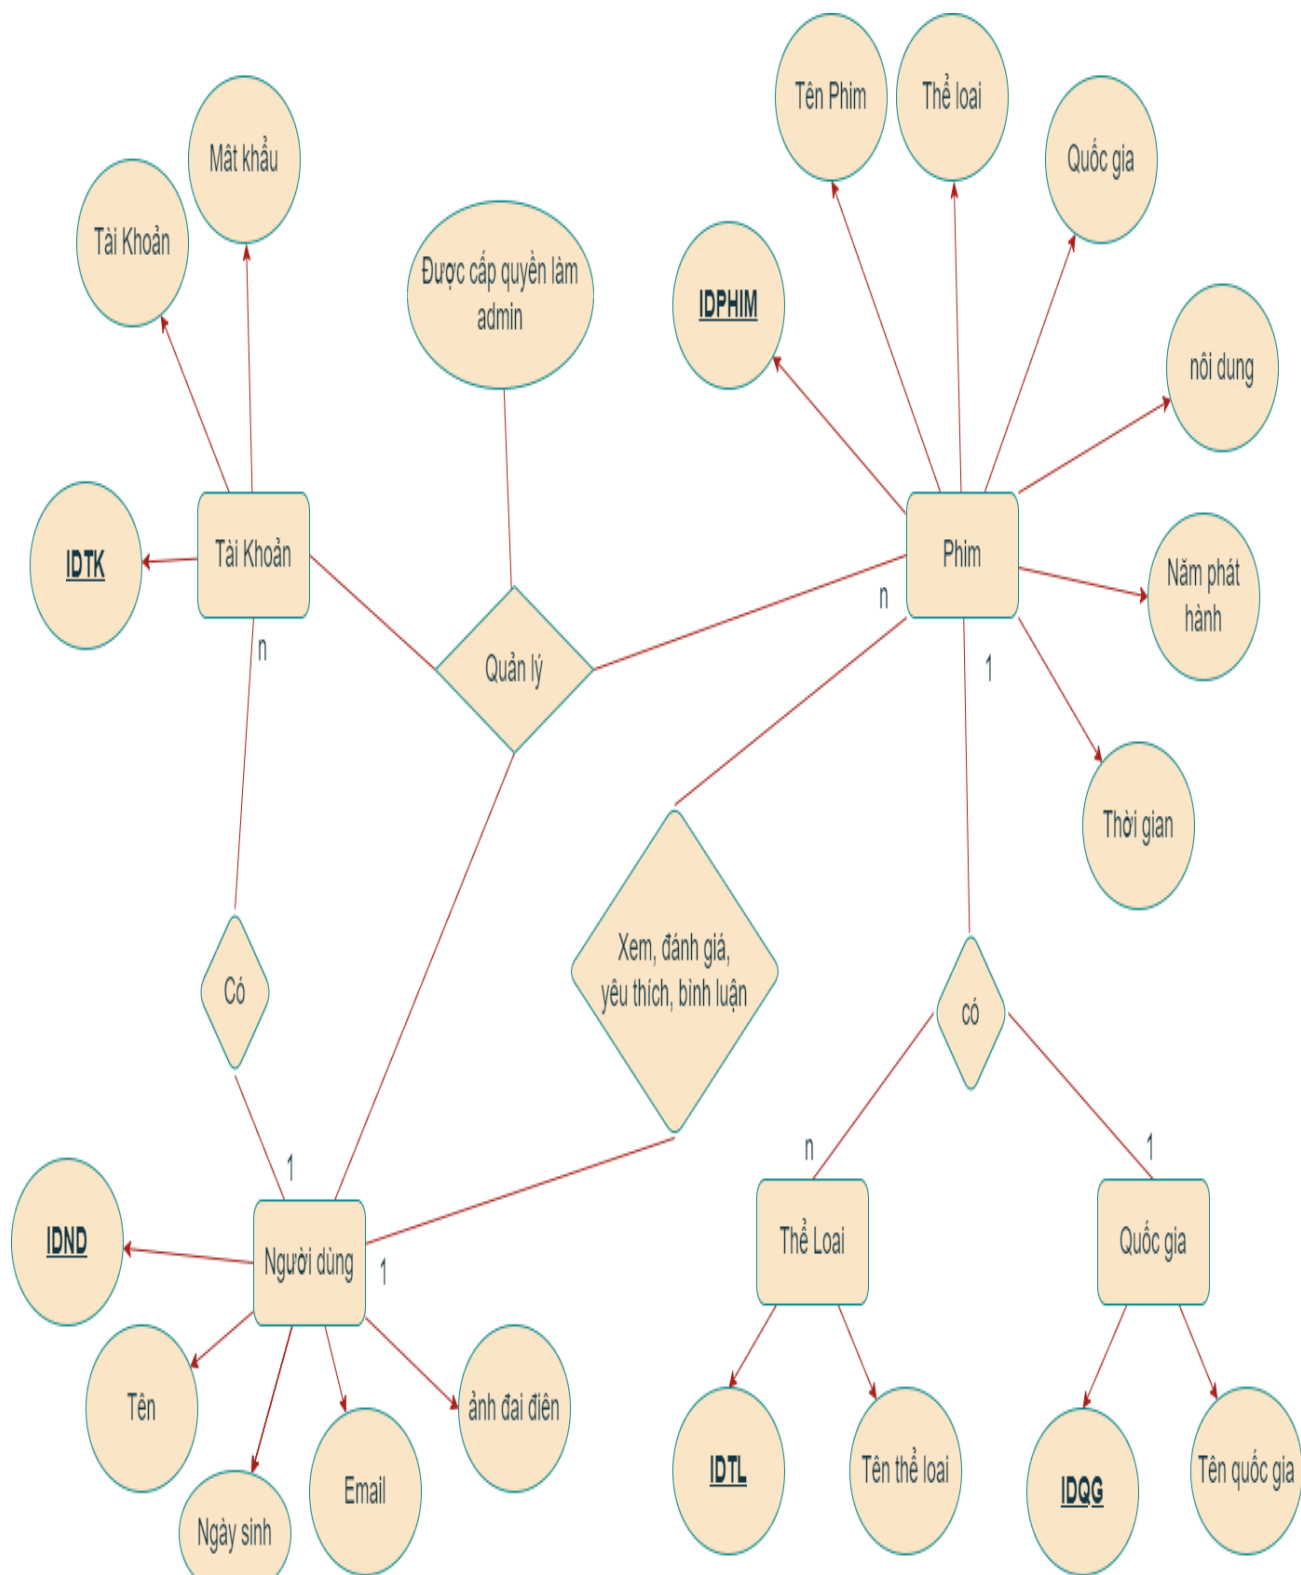 Tên Phim
Thể loai
Mât khẩu
Quốc gia
Tài Khoản
Được cấp quyền làm
admin
IDPHIM
nôi dung
IDTK
Tài Khoản
Phim
Năm phát
hành
n
n
Quản lý
1
Thời gian
Xem, đánh giá,
yêu thích, bình luận
Có
có
n
1
1
IDND
Người dùng
1
Thể Loai
Quốc gia
Tên
ảnh đai điên
Email
Ngày sinh
IDTL
Tên thể loai
IDQG
Tên quốc gia